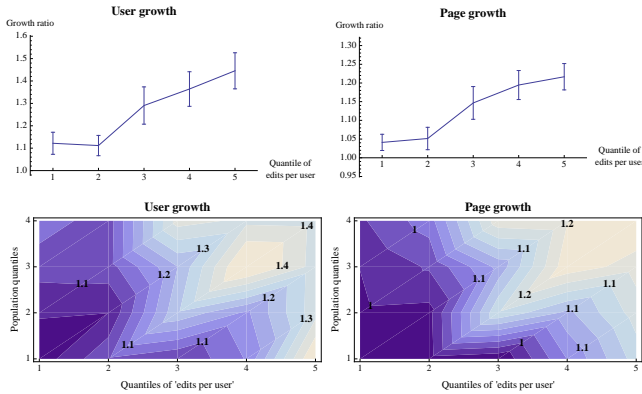 User growth
Growth ratio
1.6
1.5
1.4
1.3
1.2
1.1
1.0
1 2 3 4 5
Quantile of
edits per user
Page growth
Growth ratio
1.30
1.25
1.20
1.15
1.10
1.05
1.00
0.95
1 2 3 4 5
Quantile of
edits per user
User growth
Population quantiles
4
3
2
1
1.4
1.3
1.4
1.2
1.1
1.2
1.3
1.1
1.1
1 2 3 4 5
Quantiles of 'edits per user'
Page growth
Population quantiles
4
3
2
1
1.2
1
1.1
1.1
1.1
1.2
1
1.1
1
1.1
1 2 3 4 5
Quantiles of 'edits per user'